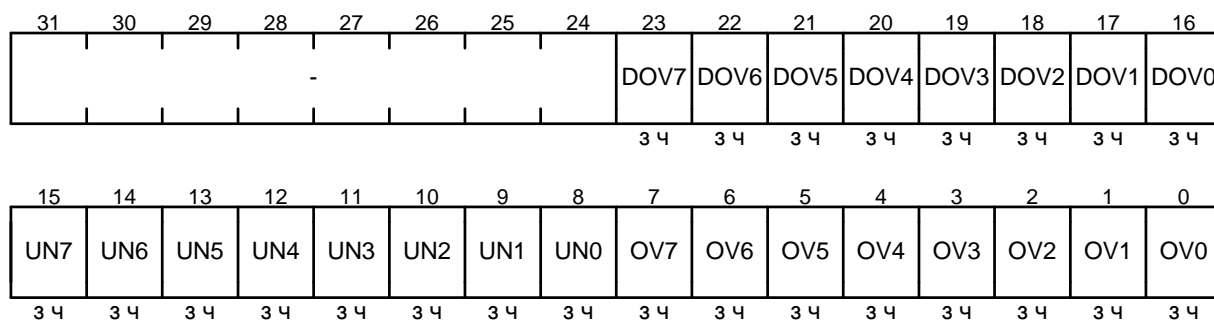 31 30 29 28 27 26 25 24 23 22 21 20 19 18 17 16
- DOV7 DOV6 DOV5 DOV4 DOV3 DOV2 DOV1 DOV0
З Ч З Ч З Ч З Ч З Ч З Ч З Ч З Ч
15 14 13 12 11 10 9 8 7 6 5 4 3 2 1 0
UN7 UN6 UN5 UN4 UN3 UN2 UN1 UN0 OV7 OV6 OV5 OV4 OV3 OV2 OV1 OV0
З Ч З Ч З Ч З Ч З Ч З Ч З Ч З Ч З Ч З Ч З Ч З Ч З Ч З Ч З Ч З Ч